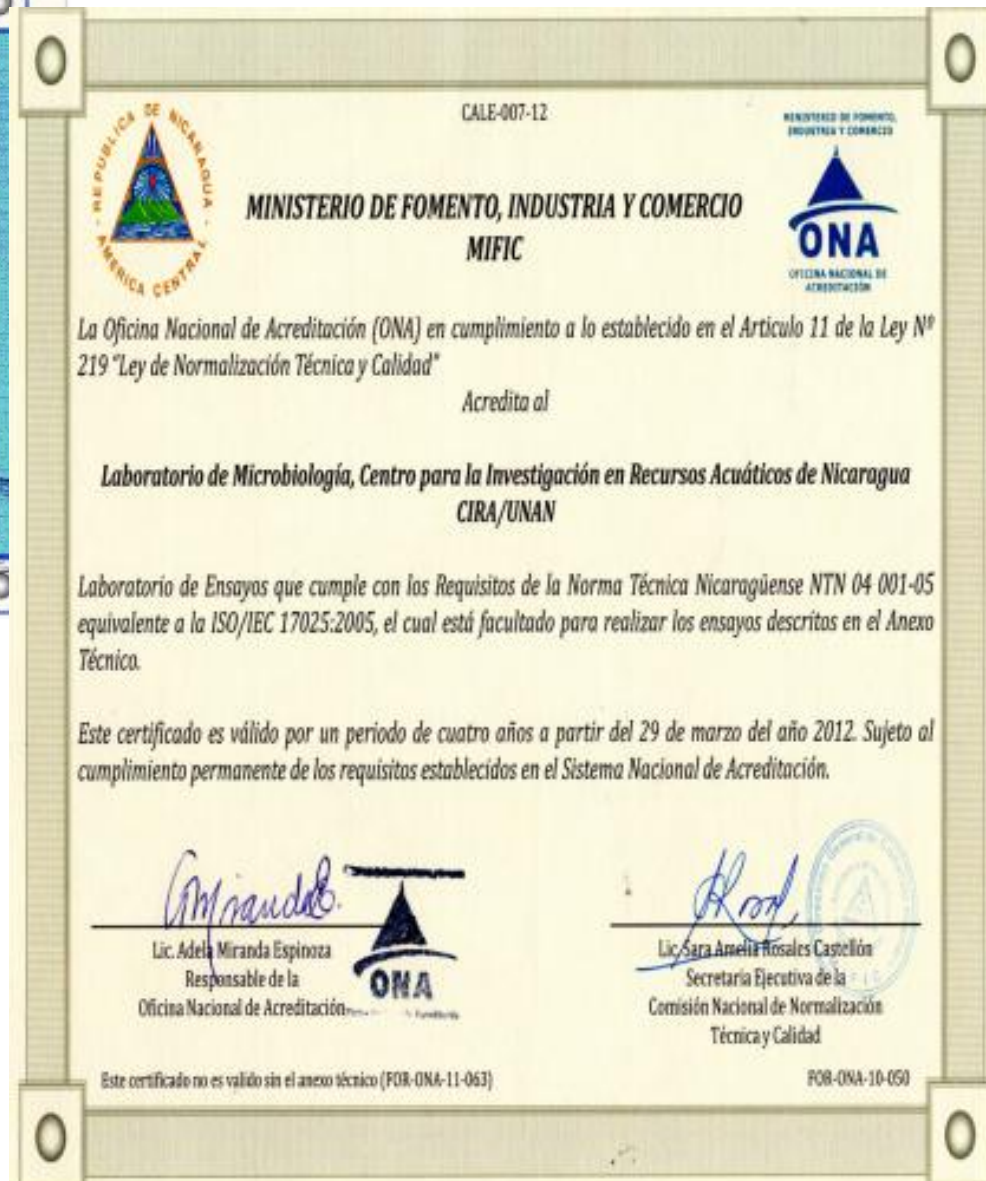 CALE-007-12
REPUBLICA DE NICARAGUA - AMERICA CENTRAL -
MINISTERIO DE FOMENTO,
INDUSTRIA Y COMERCIO
ONA
OFICINA NACIONAL DE
ACREDITACIÓN
MINISTERIO DE FOMENTO, INDUSTRIA Y COMERCIO
MIFIC
La Oficina Nacional de Acreditación (ONA) en cumplimiento a lo establecido en el Articulo 11 de la Ley Nº
219 "Ley de Normalización Técnica y Calidad"
Acredita al
Laboratorio de Microbiología, Centro para la Investigación en Recursos Acuáticos de Nicaragua
CIRA/UNAN
Laboratorio de Ensayos que cumple con los Requisitos de la Norma Técnica Nicaragüense NTN 04 001-05
equivalente a la ISO/IEC 17025:2005, el cual está facultado para realizar los ensayos descritos en el Anexo
Técnico.
Este certificado es válido por un periodo de cuatro años a partir del 29 de marzo del año 2012. Sujeto al
cumplimiento permanente de los requisitos establecidos en el Sistema Nacional de Acreditación.
Lic. Adela Miranda Espinoza
Responsable de la
Oficina Nacional de Acreditación
ONA
Lic. Sara Amelia Rosales Castellón
Secretaria Ejecutiva de la
Comisión Nacional de Normalización
Técnica y Calidad
Este certificado no es valido sin el anexo técnico (FOR-ONA-11-063)
FOR-ONA-10-050